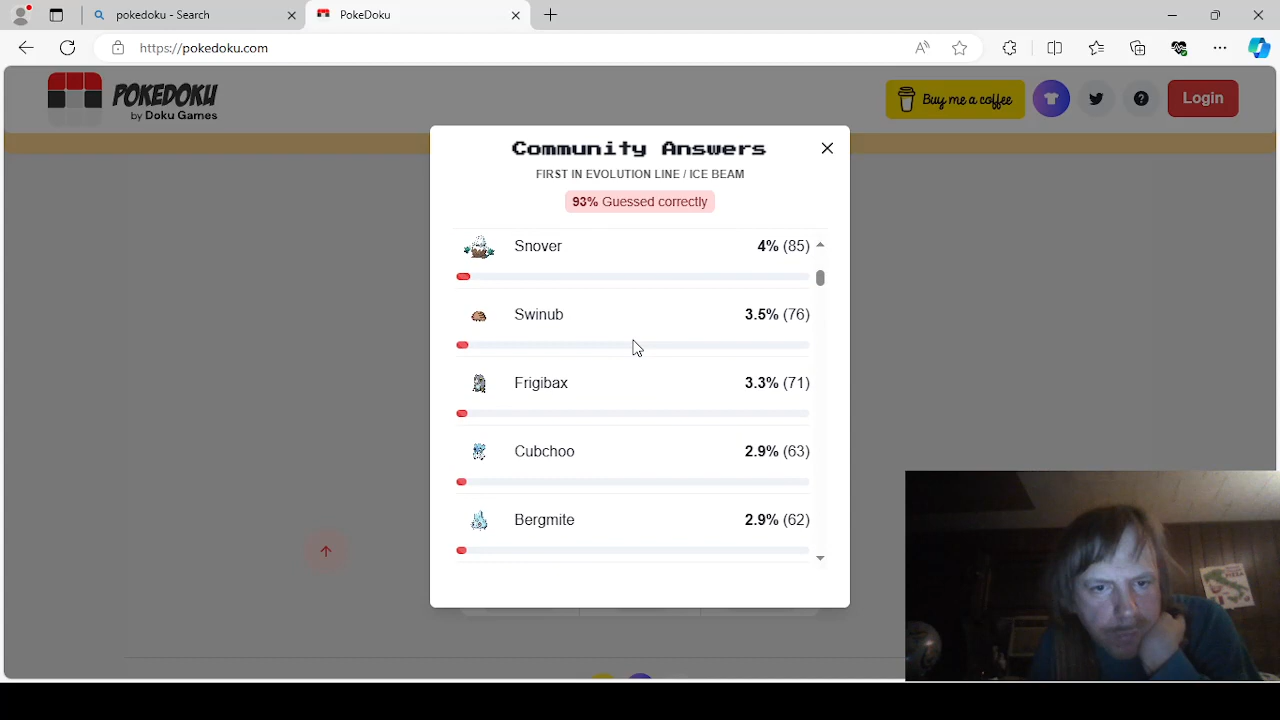 pokedoku - Search
PokeDoku
https://pokedoku.com
POKEDOKU
by Doku Games
Buy me a coffee
Login
Community Answers
FIRST IN EVOLUTION LINE / ICE BEAM
93% Guessed correctly
Snover 4% (85)
Swinub 3.5% (76)
Frigibax 3.3% (71)
Cubchoo 2.9% (63)
Bergmite 2.9% (62)
PIZZA